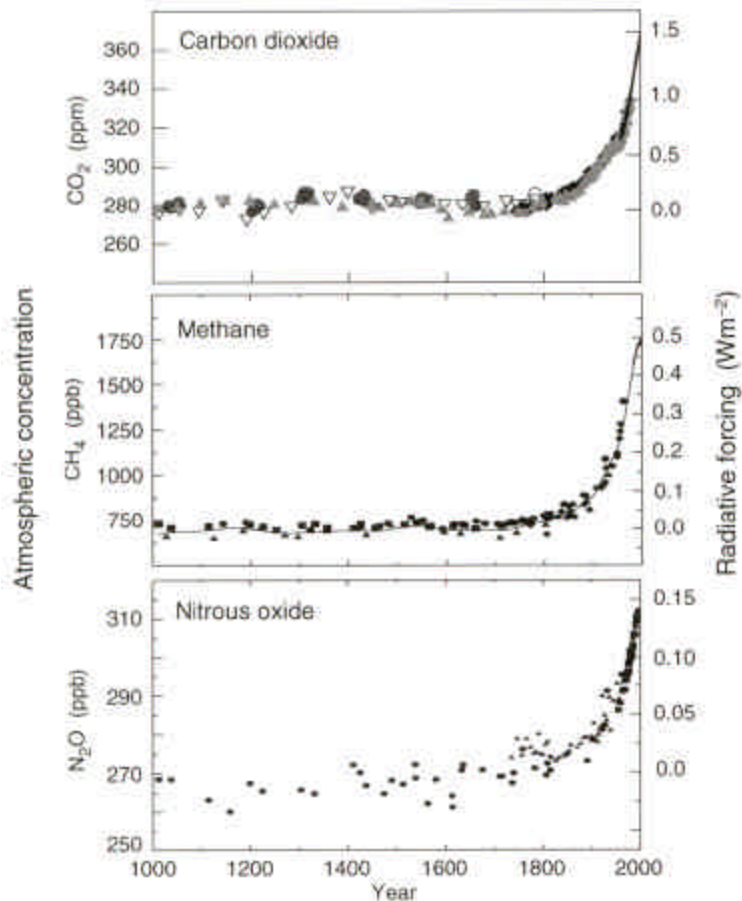 Carbon dioxide
360
340
320
300
280
260
CO₂ (ppm)
1.5
1.0
0.5
0.0
Methane
1750
1500
1250
1000
750
CH₄ (ppb)
0.5
0.4
0.3
0.2
0.1
0.0
Nitrous oxide
310
290
270
250
N₂O (ppb)
0.15
0.10
0.05
0.0
1000 1200 1400 1600 1800 2000
Year
Atmospheric concentration
Radiative forcing (Wm⁻²)